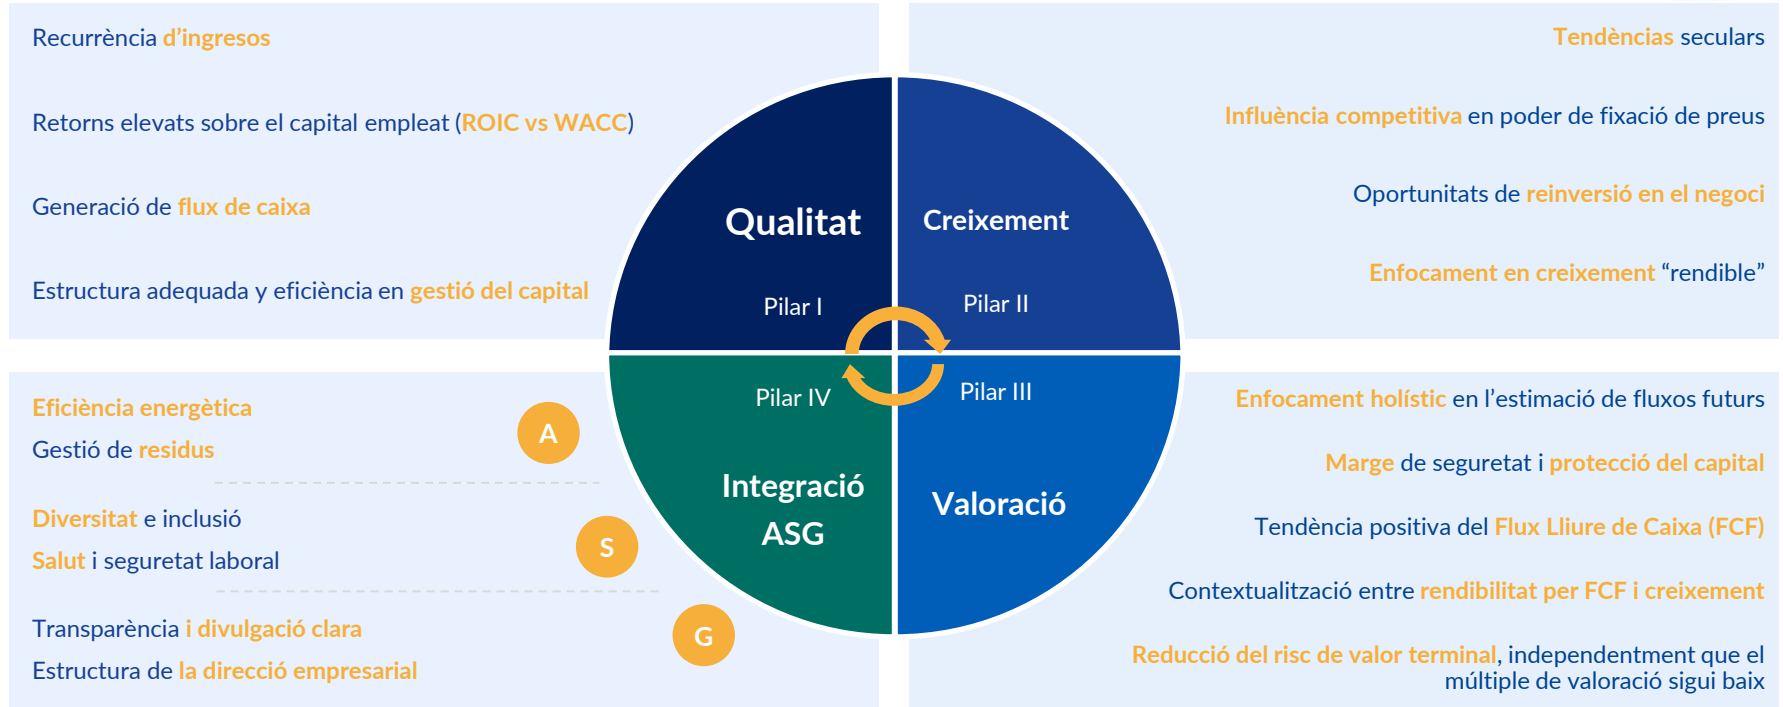 Recurrència d'ingresos
Retorns elevats sobre el capital empleat (ROIC vs WACC)
Generació de flux de caixa
Estructura adequada y eficiència en gestió del capital
Qualitat
Pilar I
Creixement
Pilar II
Tendències seculars
Influència competitiva en poder de fixació de preus
Oportunitats de reinversió en el negoci
Enfocament en creixement “rendible”
Eficiència energètica
Gestió de residus
A
Diversitat e inclusió
Salut i seguretat laboral
S
Transparència i divulgació clara
Estructura de la direcció empresarial
G
Pilar IV
Integració
ASG
Pilar III
Valoració
Enfocament holístic en l’estimació de fluxos futurs
Marge de seguretat i protecció del capital
Tendència positiva del Flux Lliure de Caixa (FCF)
Contextualització entre rendibilitat per FCF i creixement
Reducció del risc de valor terminal, independentment que el
múltiple de valoració sigui baix